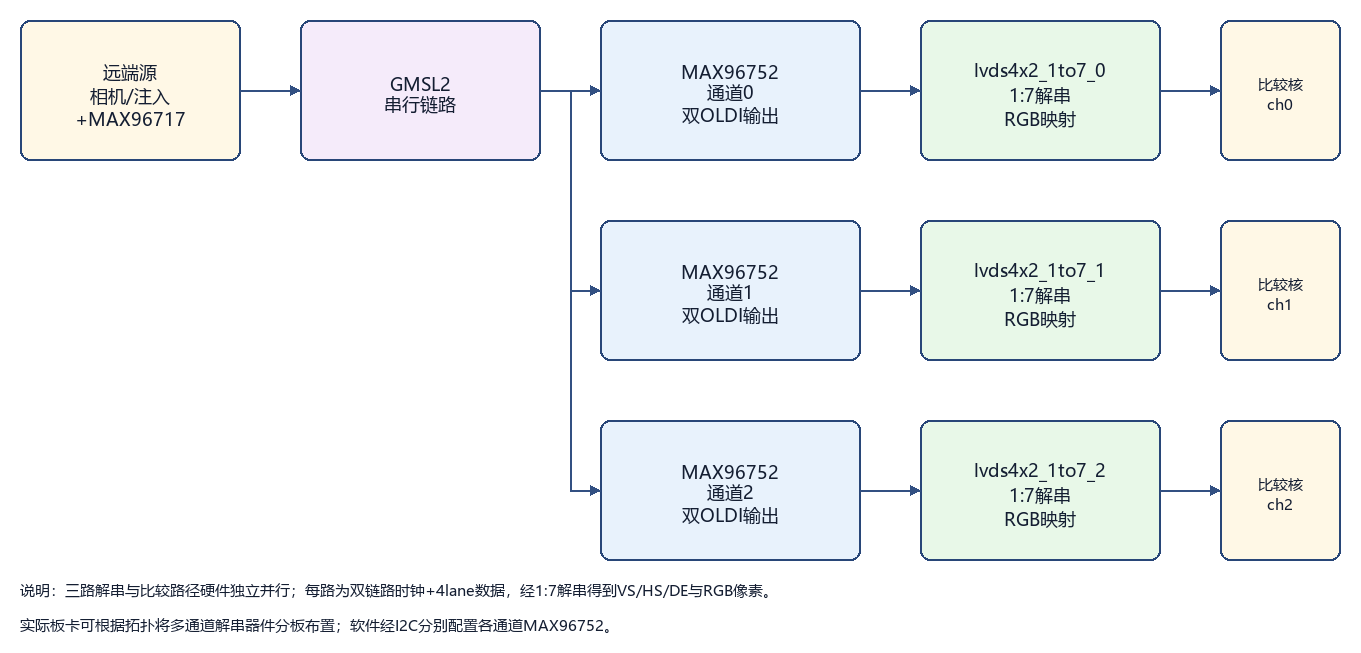 远端源
相机/注入
+MAX96717
GMSL2
串行链路
MAX96752
通道0
双OLDI输出
lvds4x2_1to7_0
1:7解串
RGB映射
比较核
ch0
MAX96752
通道1
双OLDI输出
lvds4x2_1to7_1
1:7解串
RGB映射
比较核
ch1
MAX96752
通道2
双OLDI输出
lvds4x2_1to7_2
1:7解串
RGB映射
比较核
ch2
说明：三路解串与比较路径硬件独立并行；每路为双链路时钟+4lane数据，经1:7解串得到VS/HS/DE与RGB像素。
实际板卡可根据拓扑将多通道解串器件分板布置；软件经I2C分别配置各通道MAX96752。